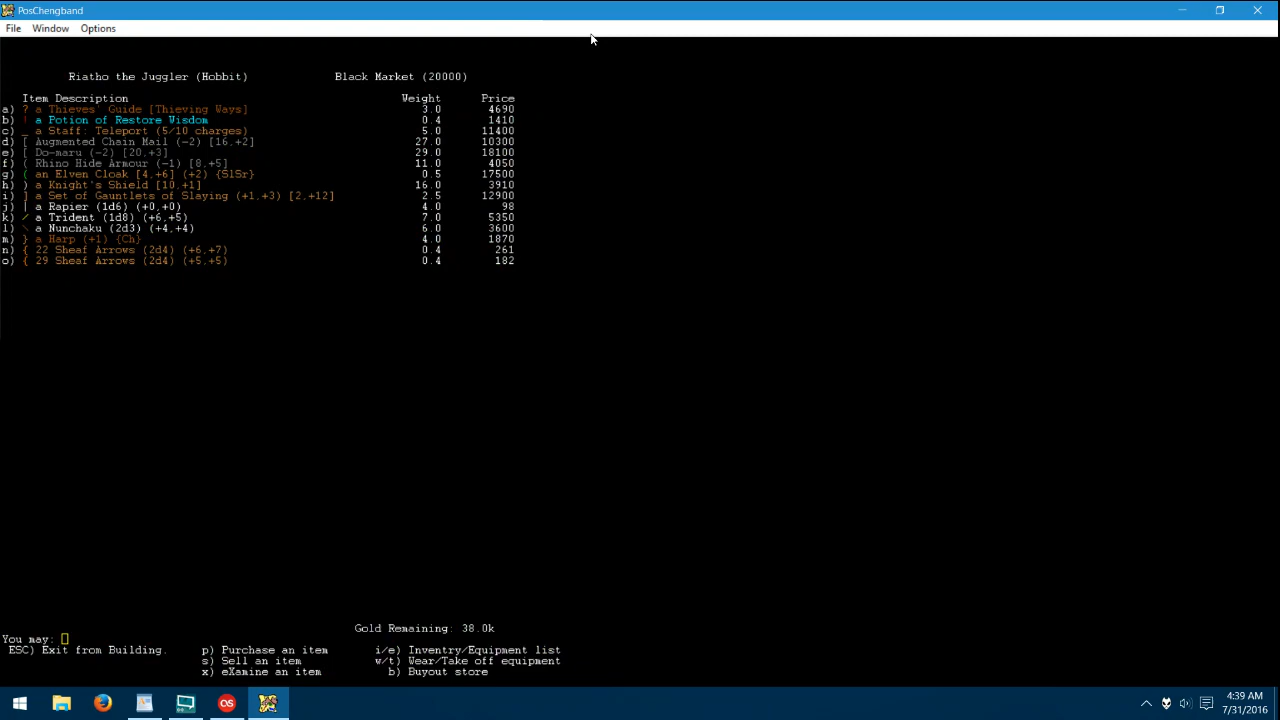 PosChengband
File Window Options
Riatho the Juggler (Hobbit) Black Market (20000)
Item Description Weight Price
a) ? a Thieves' Guide [Thieving Ways] 3.0 4690
b) ! a Potion of Restore Wisdom 0.4 1410
c) _ a Staff: Teleport (5/10 charges) 5.0 11400
d) [ Augmented Chain Mail (-2) [16,+2] 27.0 10300
e) [ Do-maru (-2) [20,+3] 29.0 18100
f) ( Rhino Hide Armour (-1) [8,+5] 11.0 4050
g) ( an Elven Cloak [4,+6] (+2) {SlSr} 0.5 17500
h) ) a Knight's Shield [10,+1] 16.0 3910
i) ] a Set of Gauntlets of Slaying (+1,+3) [2,+12] 2.5 12900
j) | a Rapier (1d6) (+0,+0) 4.0 98
k) / a Trident (1d8) (+6,+5) 7.0 5350
l) \ a Nunchaku (2d3) (+4,+4) 6.0 3600
m) } a Harp (+1) {Ch} 4.0 1870
n) { 22 Sheaf Arrows (2d4) (+6,+7) 0.4 261
o) { 29 Sheaf Arrows (2d4) (+5,+5) 0.4 182
Gold Remaining: 38.0k
You may:
ESC) Exit from Building. p) Purchase an item i/e) Inventry/Equipment list
s) Sell an item w/t) Wear/Take off equipment
x) eXamine an item b) Buyout store
4:39 AM
7/31/2016